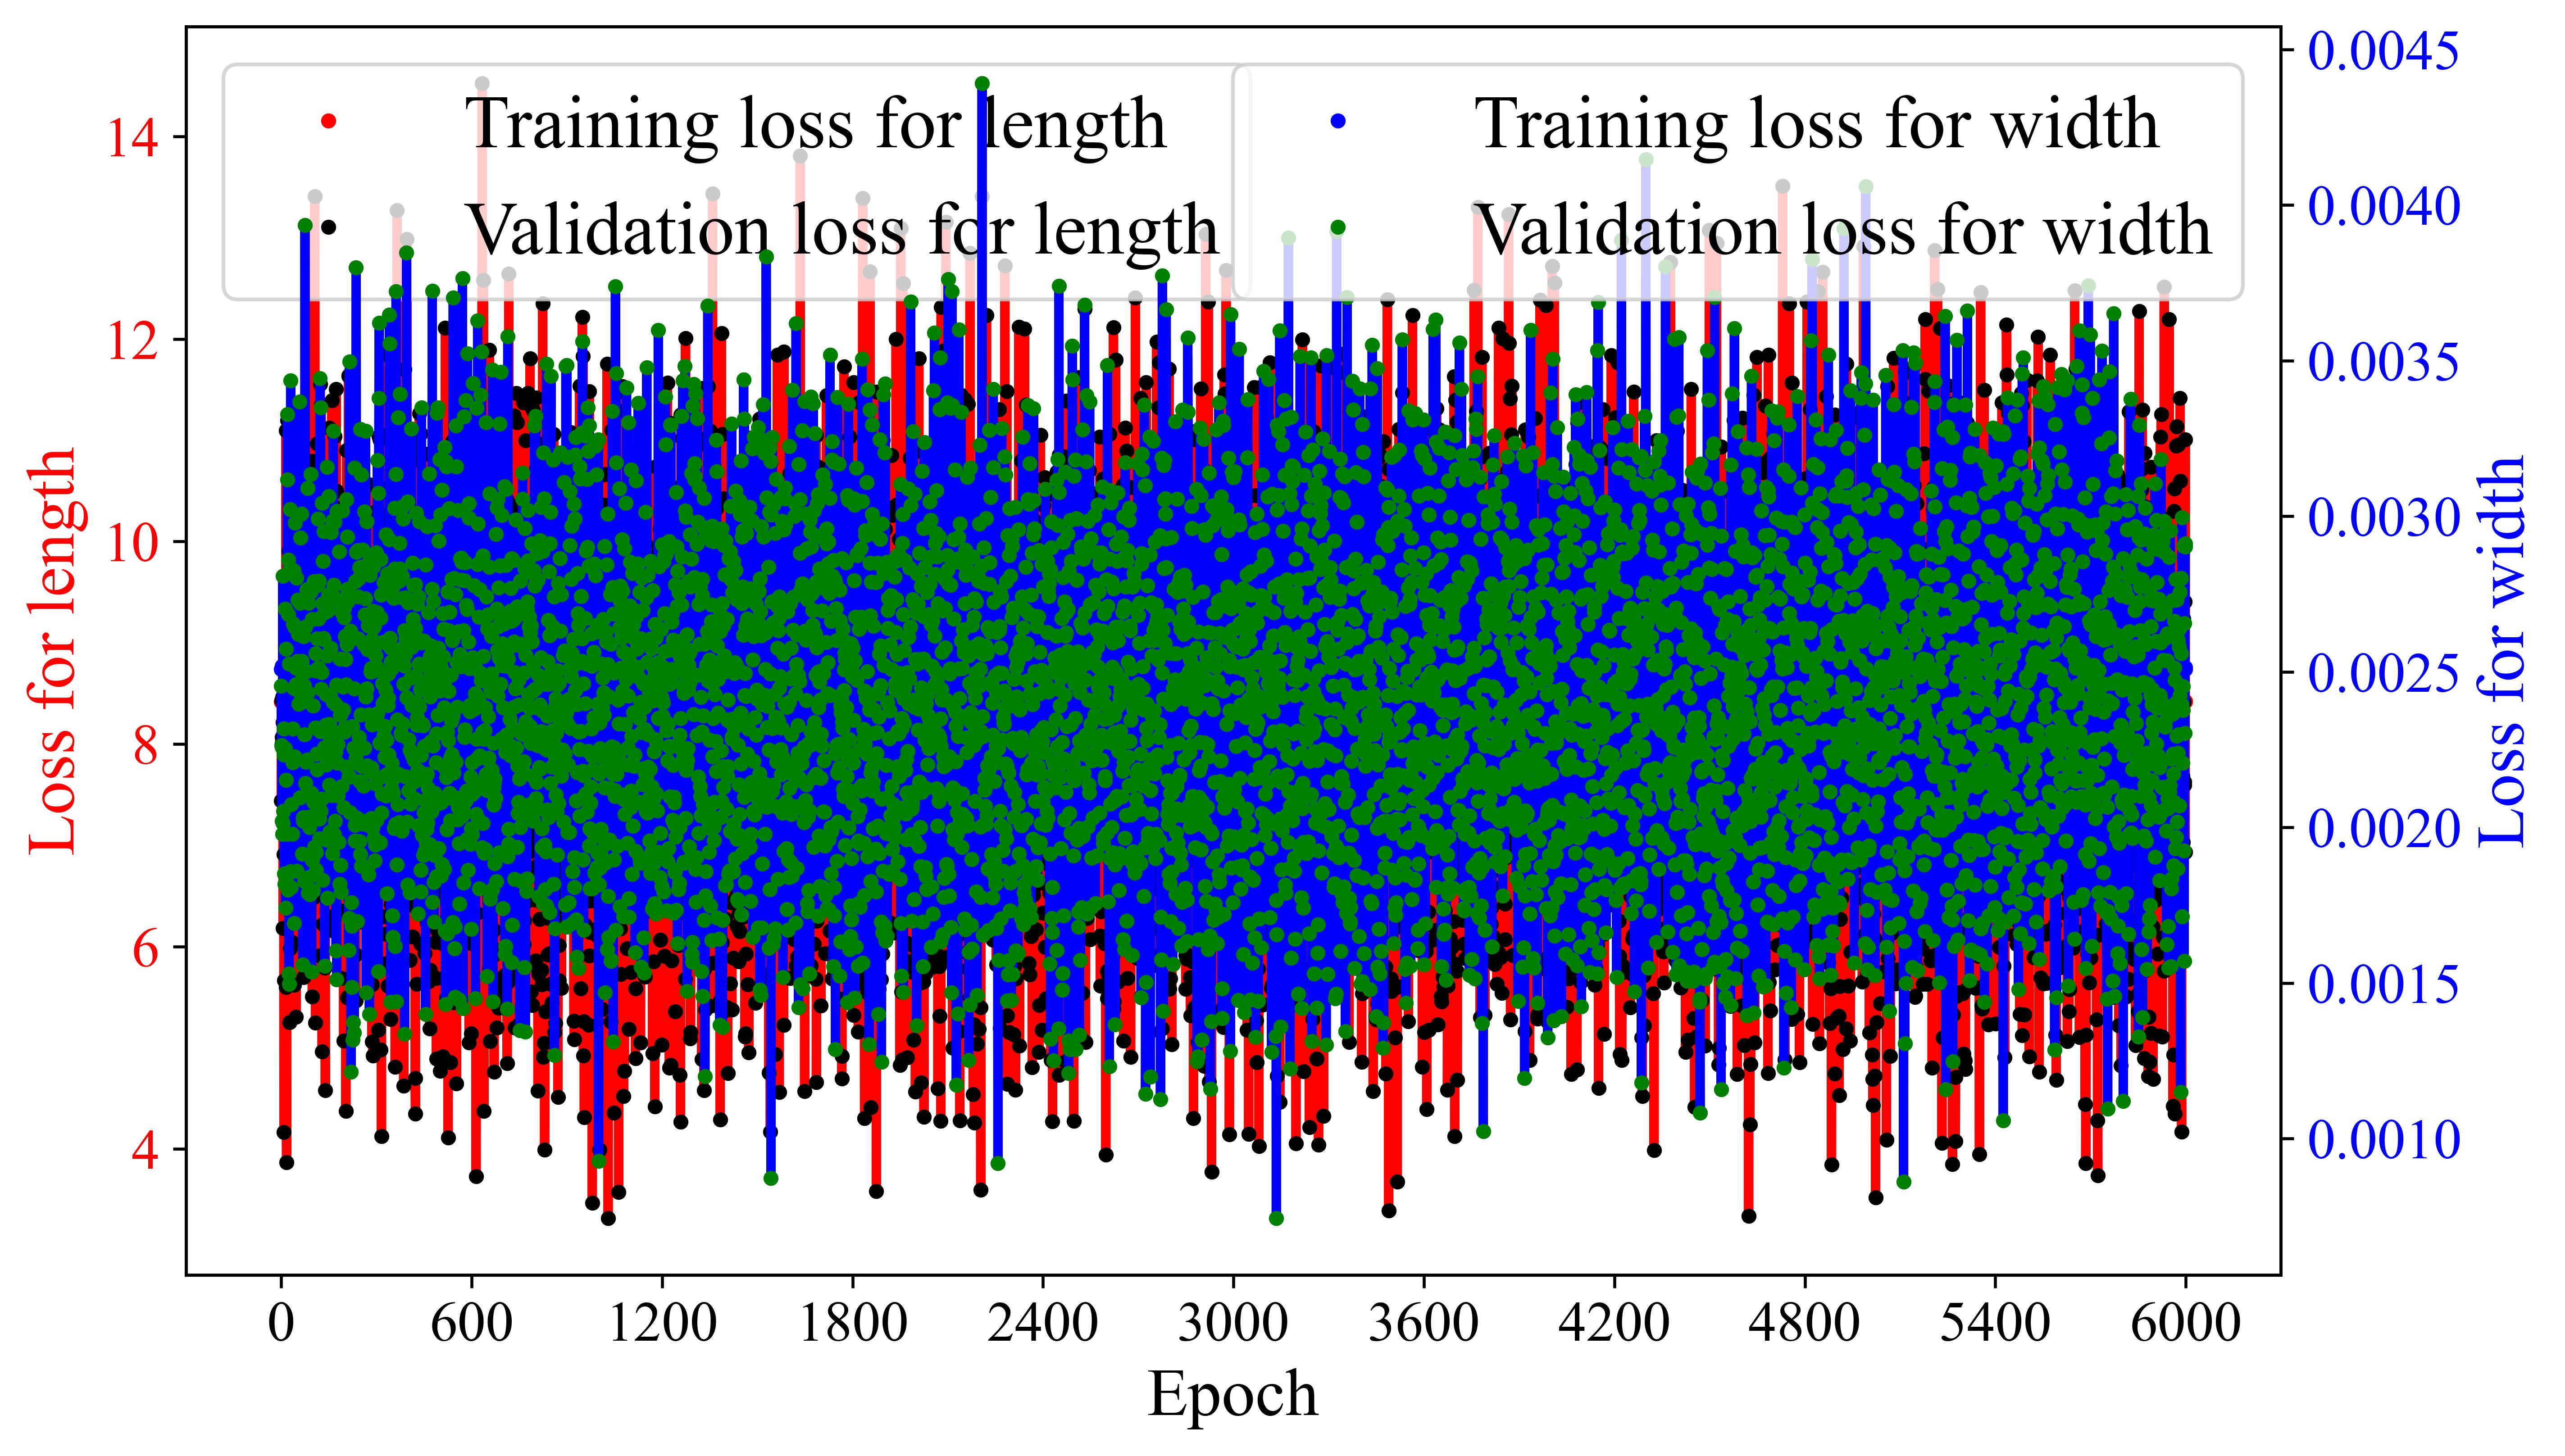 Training loss for length
Validation loss for length
Training loss for width
Validation loss for width
14
12
10
8
6
4
Loss for length
0.0045
0.0040
0.0035
0.0030
0.0025
0.0020
0.0015
0.0010
Loss for width
0 600 1200 1800 2400 3000 3600 4200 4800 5400 6000
Epoch